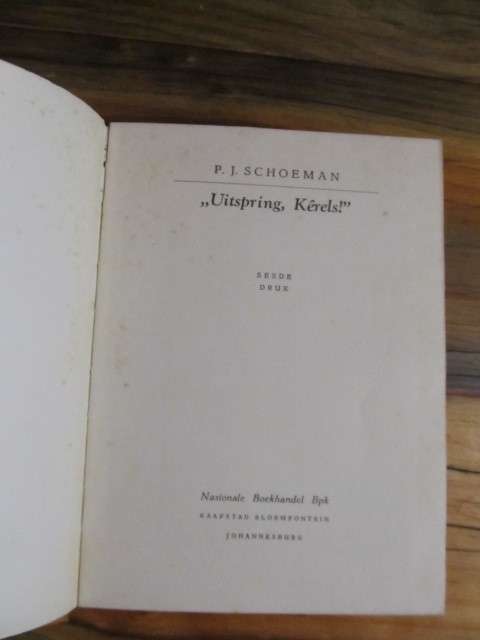 P. J. SCHOEMAN
„Uitspring, Kêrels!”
SESDE
DRUK
Nasionale Boekhandel Bpk
KAAPSTAD BLOEMFONTEIN
JOHANNESBURG